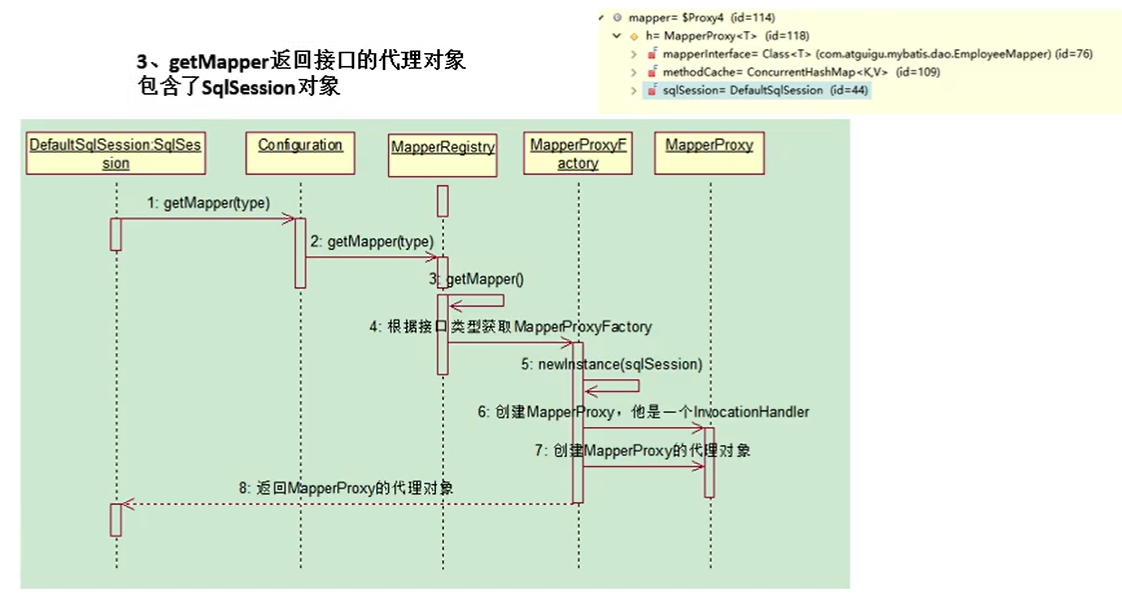 3、getMapper返回接口的代理对象
包含了SqlSession对象
mapper= $Proxy4 (id=114)
h= MapperProxy<T> (id=118)
mapperInterface= Class<T> (com.atguigu.mybatis.dao.EmployeeMapper) (id=76)
methodCache= ConcurrentHashMap<K,V> (id=109)
sqlSession= DefaultSqlSession (id=44)
DefaultSqlSession:SqlSes
sion
Configuration
MapperRegistry
MapperProxyF
actory
MapperProxy
1: getMapper(type)
2: getMapper(type)
3: getMapper()
4: 根据接口类型获取MapperProxyFactory
5: newInstance(sqlSession)
6: 创建MapperProxy，他是一个InvocationHandler
7: 创建MapperProxy的代理对象
8: 返回MapperProxy的代理对象